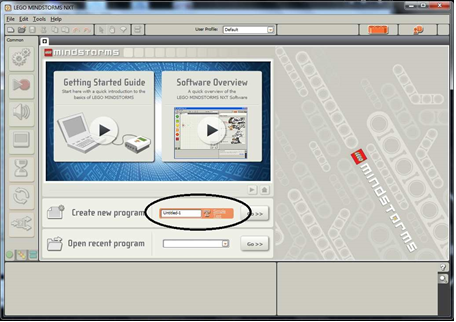 LEGO MINDSTORMS NXT
File Edit Tools Help
User Profile: Default
Common
LEGO mindstorms
Getting Started Guide
Start here with a quick introduction to the
basics of LEGO MINDSTORMS
Software Overview
A quick overview of the
LEGO MINDSTORMS NXT Software
Create new program
Untitled-1
Go >>
Open recent program
Go >>
LEGO mindstorms
?